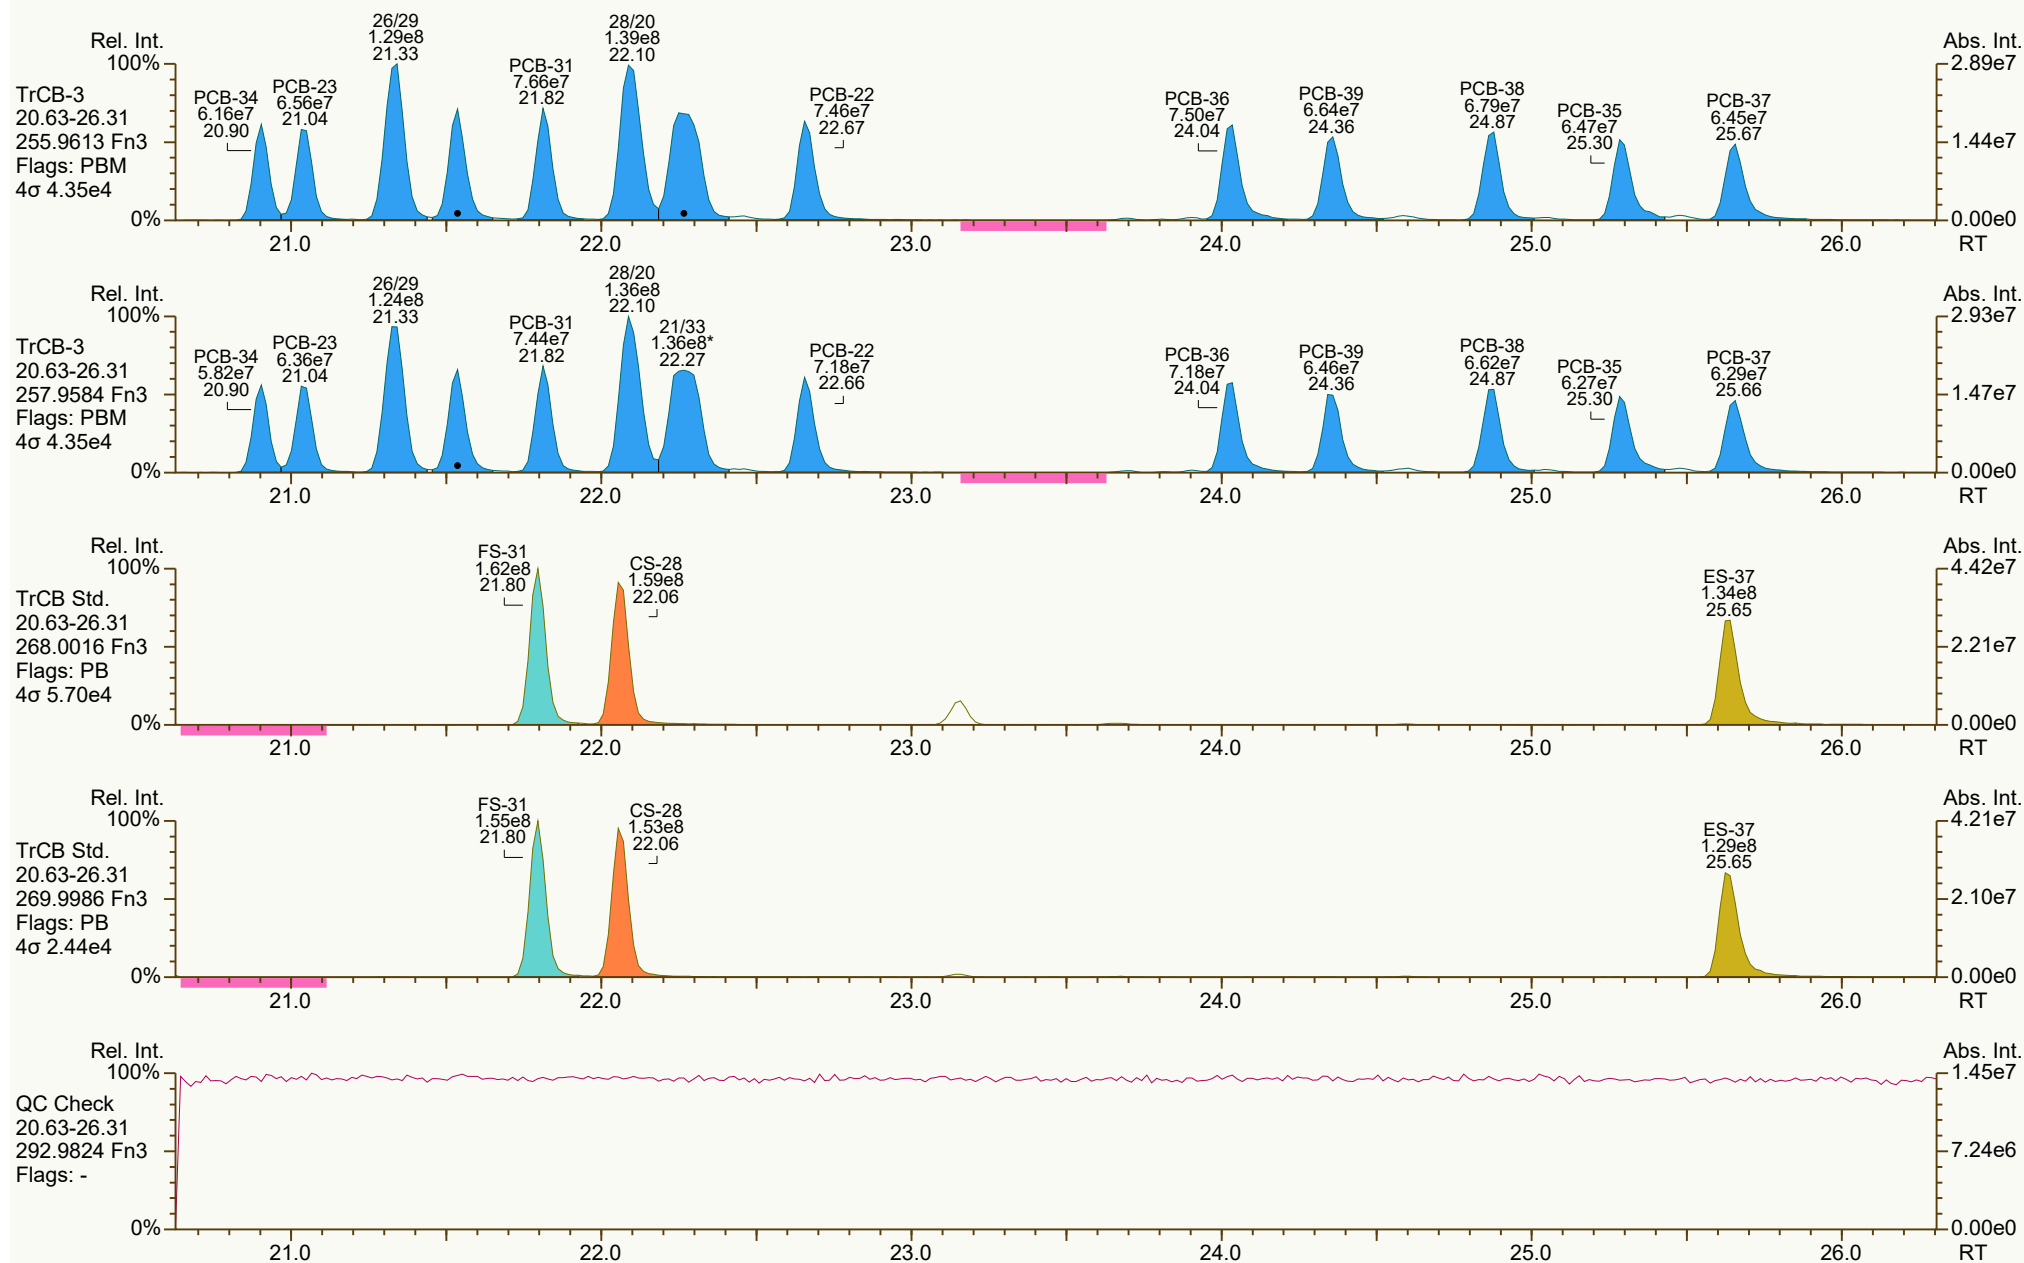 Rel. Int.
100%
0%
TrCB-3
20.63-26.31
255.9613 Fn3
Flags: PBM
4σ 4.35e4
PCB-34
6.16e7
20.90
PCB-23
6.56e7
21.04
26/29
1.29e8
21.33
PCB-31
7.66e7
21.82
28/20
1.39e8
22.10
PCB-22
7.46e7
22.67
PCB-36
7.50e7
24.04
PCB-39
6.64e7
24.36
PCB-38
6.79e7
24.87
PCB-35
6.47e7
25.30
PCB-37
6.45e7
25.67
Abs. Int.
2.89e7
1.44e7
0.00e0
21.0 22.0 23.0 24.0 25.0 26.0 RT
Rel. Int.
100%
0%
TrCB-3
20.63-26.31
257.9584 Fn3
Flags: PBM
4σ 4.35e4
PCB-34
5.82e7
20.90
PCB-23
6.36e7
21.04
26/29
1.24e8
21.33
PCB-31
7.44e7
21.82
28/20
1.36e8
22.10
21/33
1.36e8*
22.27
PCB-22
7.18e7
22.66
PCB-36
7.18e7
24.04
PCB-39
6.46e7
24.36
PCB-38
6.62e7
24.87
PCB-35
6.27e7
25.30
PCB-37
6.29e7
25.66
Abs. Int.
2.93e7
1.47e7
0.00e0
21.0 22.0 23.0 24.0 25.0 26.0 RT
Rel. Int.
100%
0%
TrCB Std.
20.63-26.31
268.0016 Fn3
Flags: PB
4σ 5.70e4
FS-31
1.62e8
21.80
CS-28
1.59e8
22.06
ES-37
1.34e8
25.65
Abs. Int.
4.42e7
2.21e7
0.00e0
21.0 22.0 23.0 24.0 25.0 26.0 RT
Rel. Int.
100%
0%
TrCB Std.
20.63-26.31
269.9986 Fn3
Flags: PB
4σ 2.44e4
FS-31
1.55e8
21.80
CS-28
1.53e8
22.06
ES-37
1.29e8
25.65
Abs. Int.
4.21e7
2.10e7
0.00e0
21.0 22.0 23.0 24.0 25.0 26.0 RT
Rel. Int.
100%
0%
QC Check
20.63-26.31
292.9824 Fn3
Flags: -
Abs. Int.
1.45e7
7.24e6
0.00e0
21.0 22.0 23.0 24.0 25.0 26.0 RT